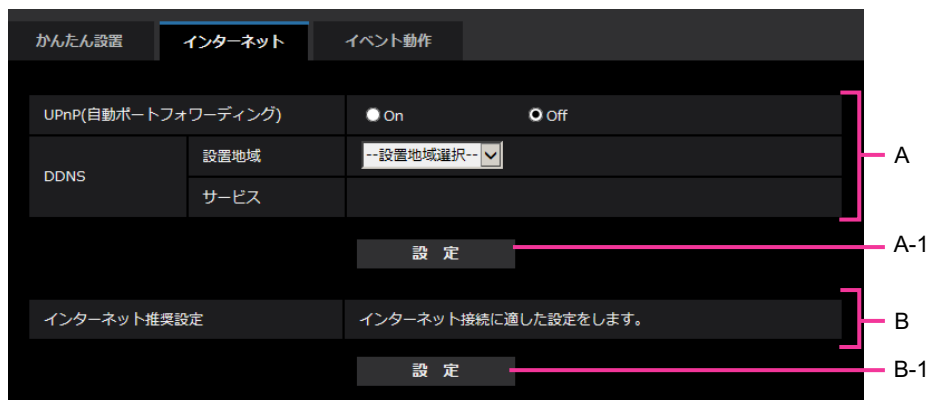 かんたん設置 インターネット イベント動作
UPnP(自動ポートフォワーディング) On Off
A
DDNS 設置地域 --設置地域選択--
サービス
設 定
A-1
インターネット推奨設定 インターネット接続に適した設定をします。
B
設 定
B-1